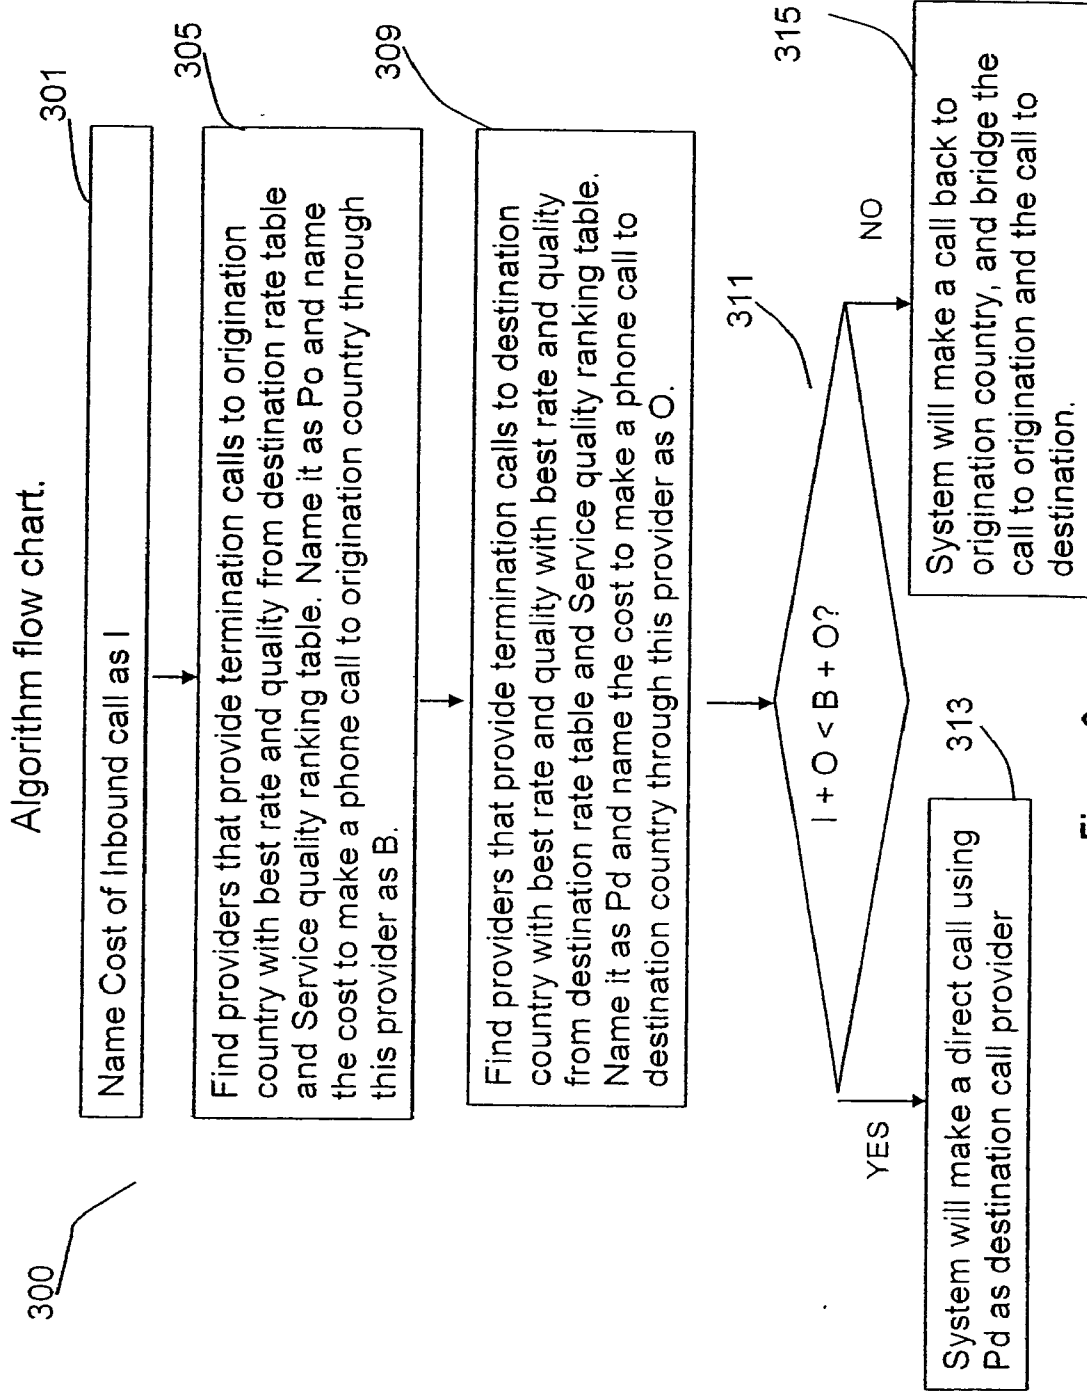 Algorithm flow chart.
300
301
Name Cost of Inbound call as I
305
Find providers that provide termination calls to origination
country with best rate and quality from destination rate table
and Service quality ranking table. Name it as Po and name
the cost to make a phone call to origination country through
this provider as B.
309
Find providers that provide termination calls to destination
country with best rate and quality with best rate and quality
from destination rate table and Service quality ranking table.
Name it as Pd and name the cost to make a phone call to
destination country through this provider as O.
311
I + O < B + O?
YES
NO
313
System will make a direct call using
Pd as destination call provider
315
System will make a call back to
origination country, and bridge the
call to origination and the call to
destination.